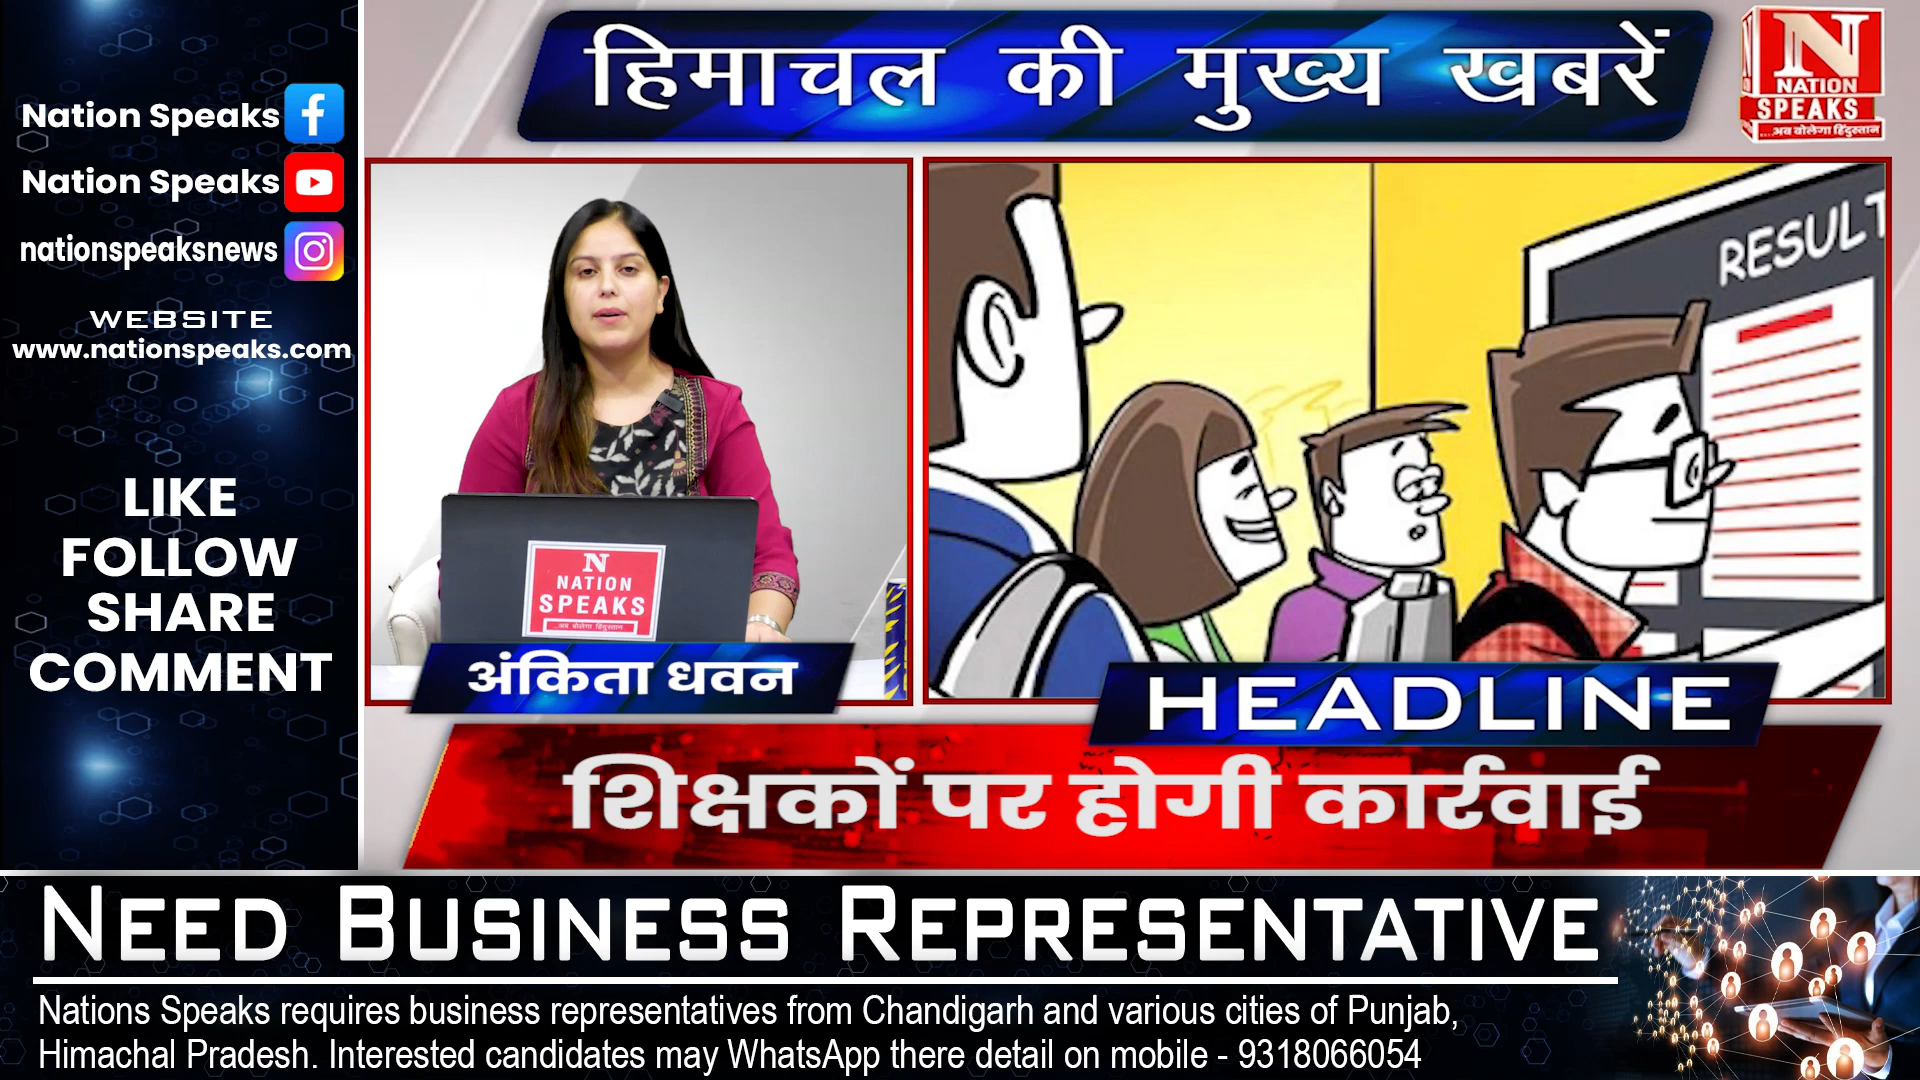 Nation Speaks
Nation Speaks
nationspeaksnews
WEBSITE
www.nationspeaks.com
LIKE
FOLLOW
SHARE
COMMENT
हिमाचल की मुख्य खबरें
N
NATION
SPEAKS
...अब बोलेगा हिंदुस्तान
RESULT
N
NATION
SPEAKS
...अब बोलेगा हिंदुस्तान
अंकिता धवन
HEADLINE
शिक्षकों पर होगी कार्रवाई
NEED BUSINESS REPRESENTATIVE
Nations Speaks requires business representatives from Chandigarh and various cities of Punjab,
Himachal Pradesh. Interested candidates may WhatsApp there detail on mobile - 9318066054